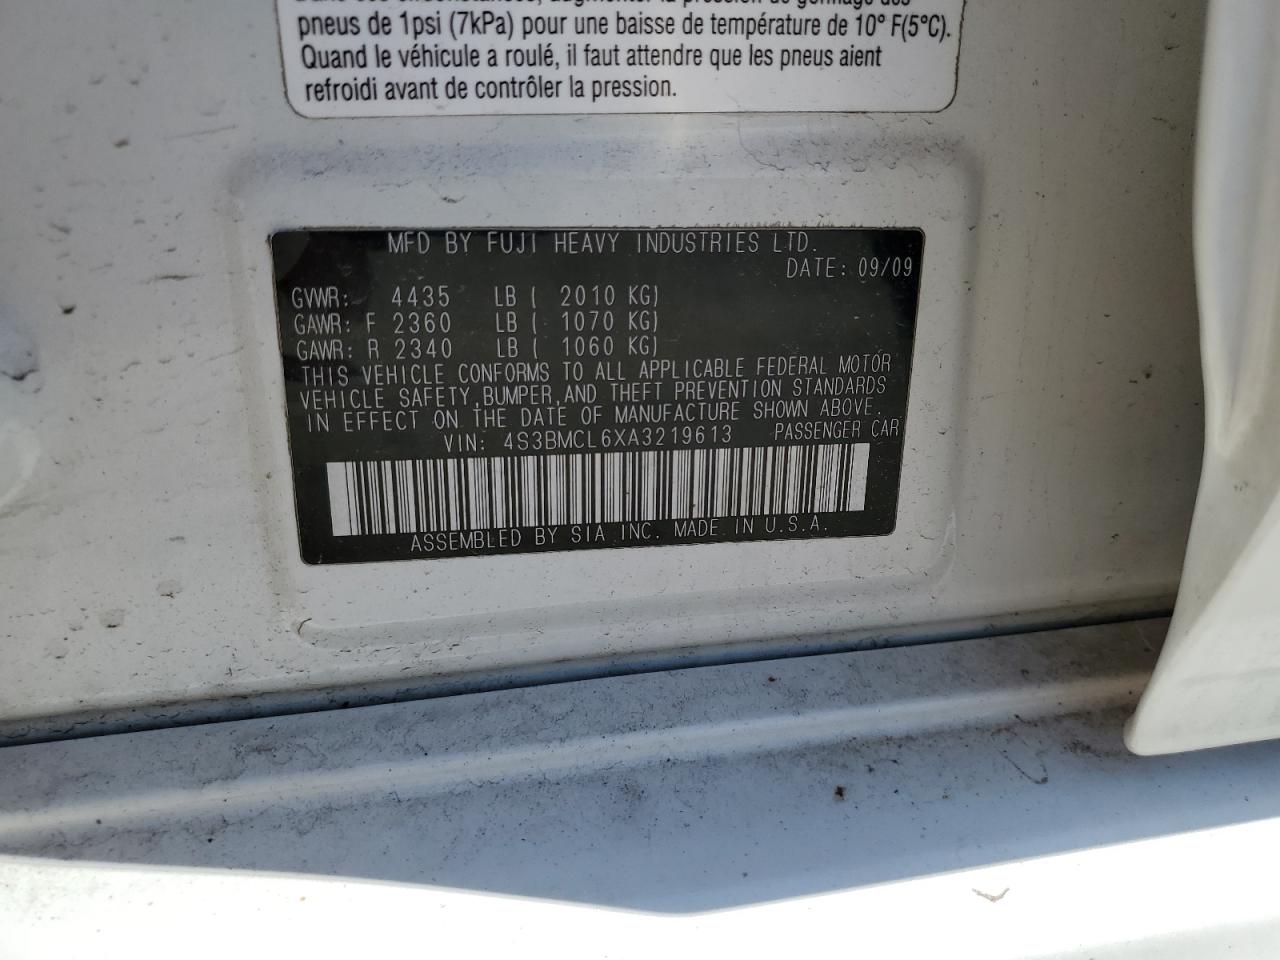 pneus de 1psi (7kPa) pour une baisse de température de 10° F(5°C).
Quand le véhicule a roulé, il faut attendre que les pneus aient
refroidi avant de contrôler la pression.
MFD BY FUJI HEAVY INDUSTRIES LTD.
DATE: 09/09
GVWR: 4435 LB ( 2010 KG)
GAWR: F 2360 LB ( 1070 KG)
GAWR: R 2340 LB ( 1060 KG)
THIS VEHICLE CONFORMS TO ALL APPLICABLE FEDERAL MOTOR
VEHICLE SAFETY,BUMPER,AND THEFT PREVENTION STANDARDS
IN EFFECT ON THE DATE OF MANUFACTURE SHOWN ABOVE.
VIN: 4S3BMCL6XA3219613 PASSENGER CAR
ASSEMBLED BY SIA INC. MADE IN U.S.A.